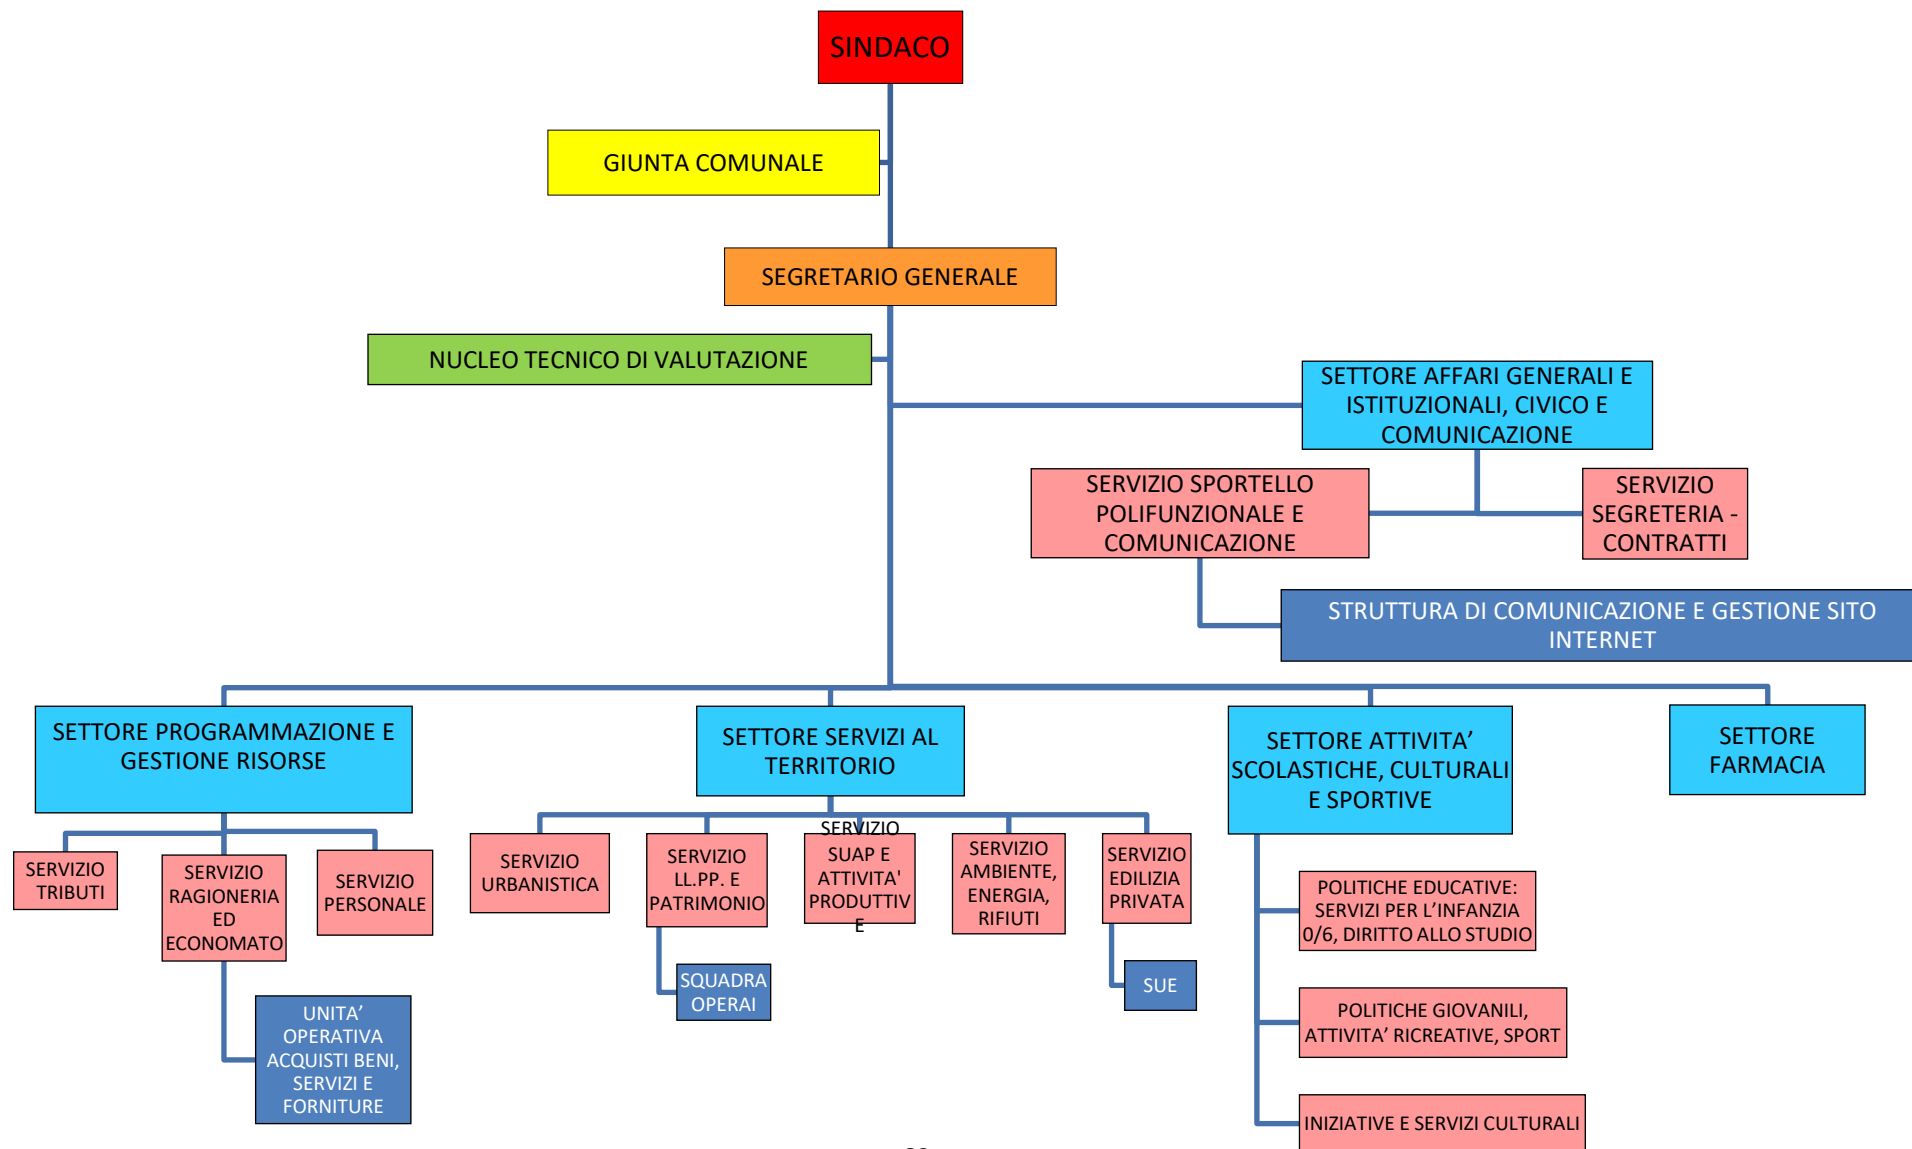 SINDACO
GIUNTA COMUNALE
SEGRETARIO GENERALE
NUCLEO TECNICO DI VALUTAZIONE
SETTORE AFFARI GENERALI E
ISTITUZIONALI, CIVICO E
COMUNICAZIONE
SERVIZIO SPORTELLO
POLIFUNZIONALE E
COMUNICAZIONE
SERVIZIO
SEGRETERIA -
CONTRATTI
STRUTTURA DI COMUNICAZIONE E GESTIONE SITO
INTERNET
SETTORE PROGRAMMAZIONE E
GESTIONE RISORSE
SETTORE SERVIZI AL
TERRITORIO
SETTORE ATTIVITA’
SCOLASTICHE, CULTURALI
E SPORTIVE
SETTORE
FARMACIA
SERVIZIO
TRIBUTI
SERVIZIO
RAGIONERIA
ED
ECONOMATO
SERVIZIO
PERSONALE
SERVIZIO
URBANISTICA
SERVIZIO
LL.PP. E
PATRIMONIO
SERVIZIO
SUAP E
ATTIVITA'
PRODUTTIV
E
SERVIZIO
AMBIENTE,
ENERGIA,
RIFIUTI
SERVIZIO
EDILIZIA
PRIVATA
UNITA’
OPERATIVA
ACQUISTI BENI,
SERVIZI E
FORNITURE
SQUADRA
OPERAI
SUE
POLITICHE EDUCATIVE:
SERVIZI PER L’INFANZIA
0/6, DIRITTO ALLO STUDIO
POLITICHE GIOVANILI,
ATTIVITA’ RICREATIVE, SPORT
INIZIATIVE E SERVIZI CULTURALI